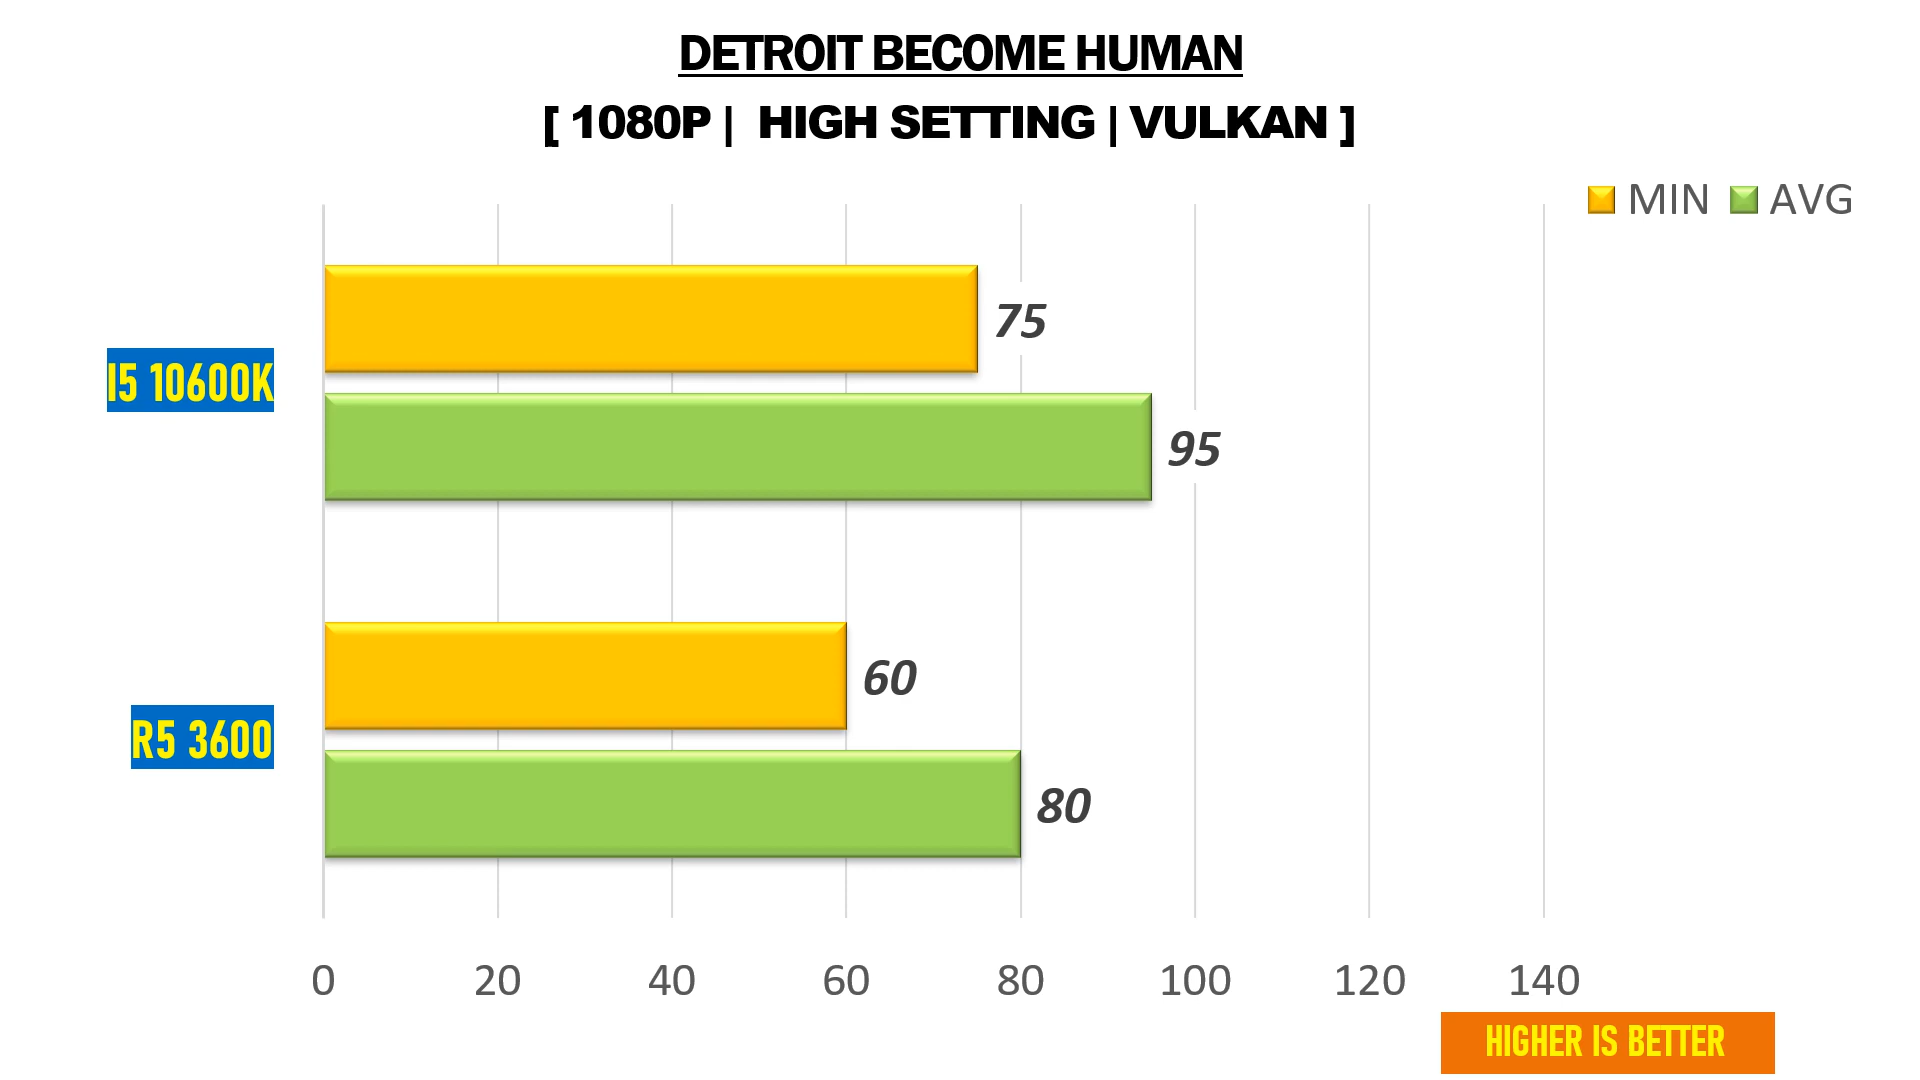 DETROIT BECOME HUMAN
[ 1080P | HIGH SETTING | VULKAN ]
MIN AVG
75
I5 10600K
95
60
R5 3600
80
0 20 40 60 80 100 120 140
HIGHER IS BETTER